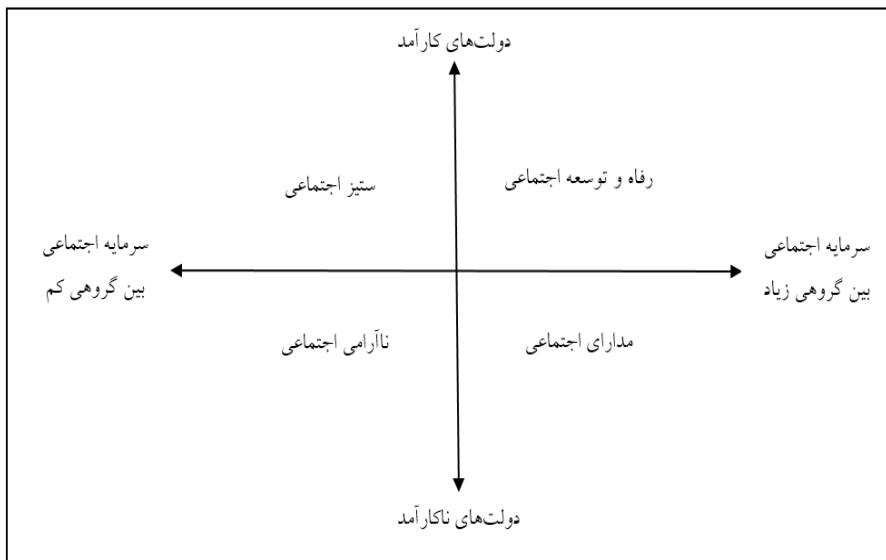 دولت‌های کارآمد
رفاه و توسعه اجتماعی
ستیز اجتماعی
سرمایه اجتماعی
بین گروهی زیاد
سرمایه اجتماعی
بین گروهی کم
مدارای اجتماعی
ناآرامی اجتماعی
دولت‌های ناکارآمد